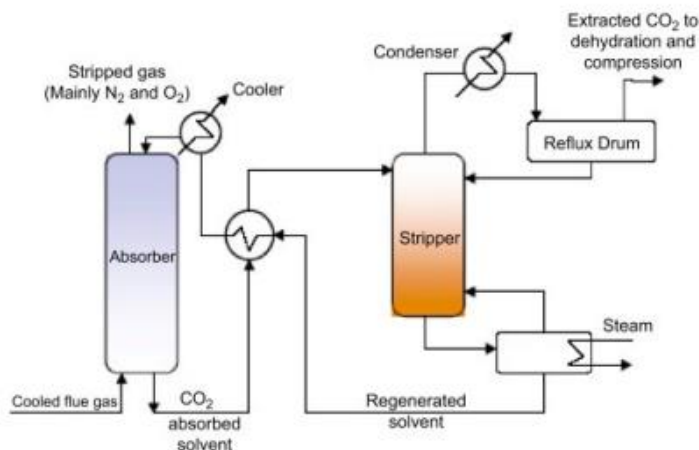 Extracted CO₂ to
dehydration and
compression
Condenser
Stripped gas
(Mainly N₂ and O₂)
Cooler
Reflux Drum
Absorber
Stripper
Steam
Cooled flue gas
CO₂
absorbed
solvent
Regenerated
solvent